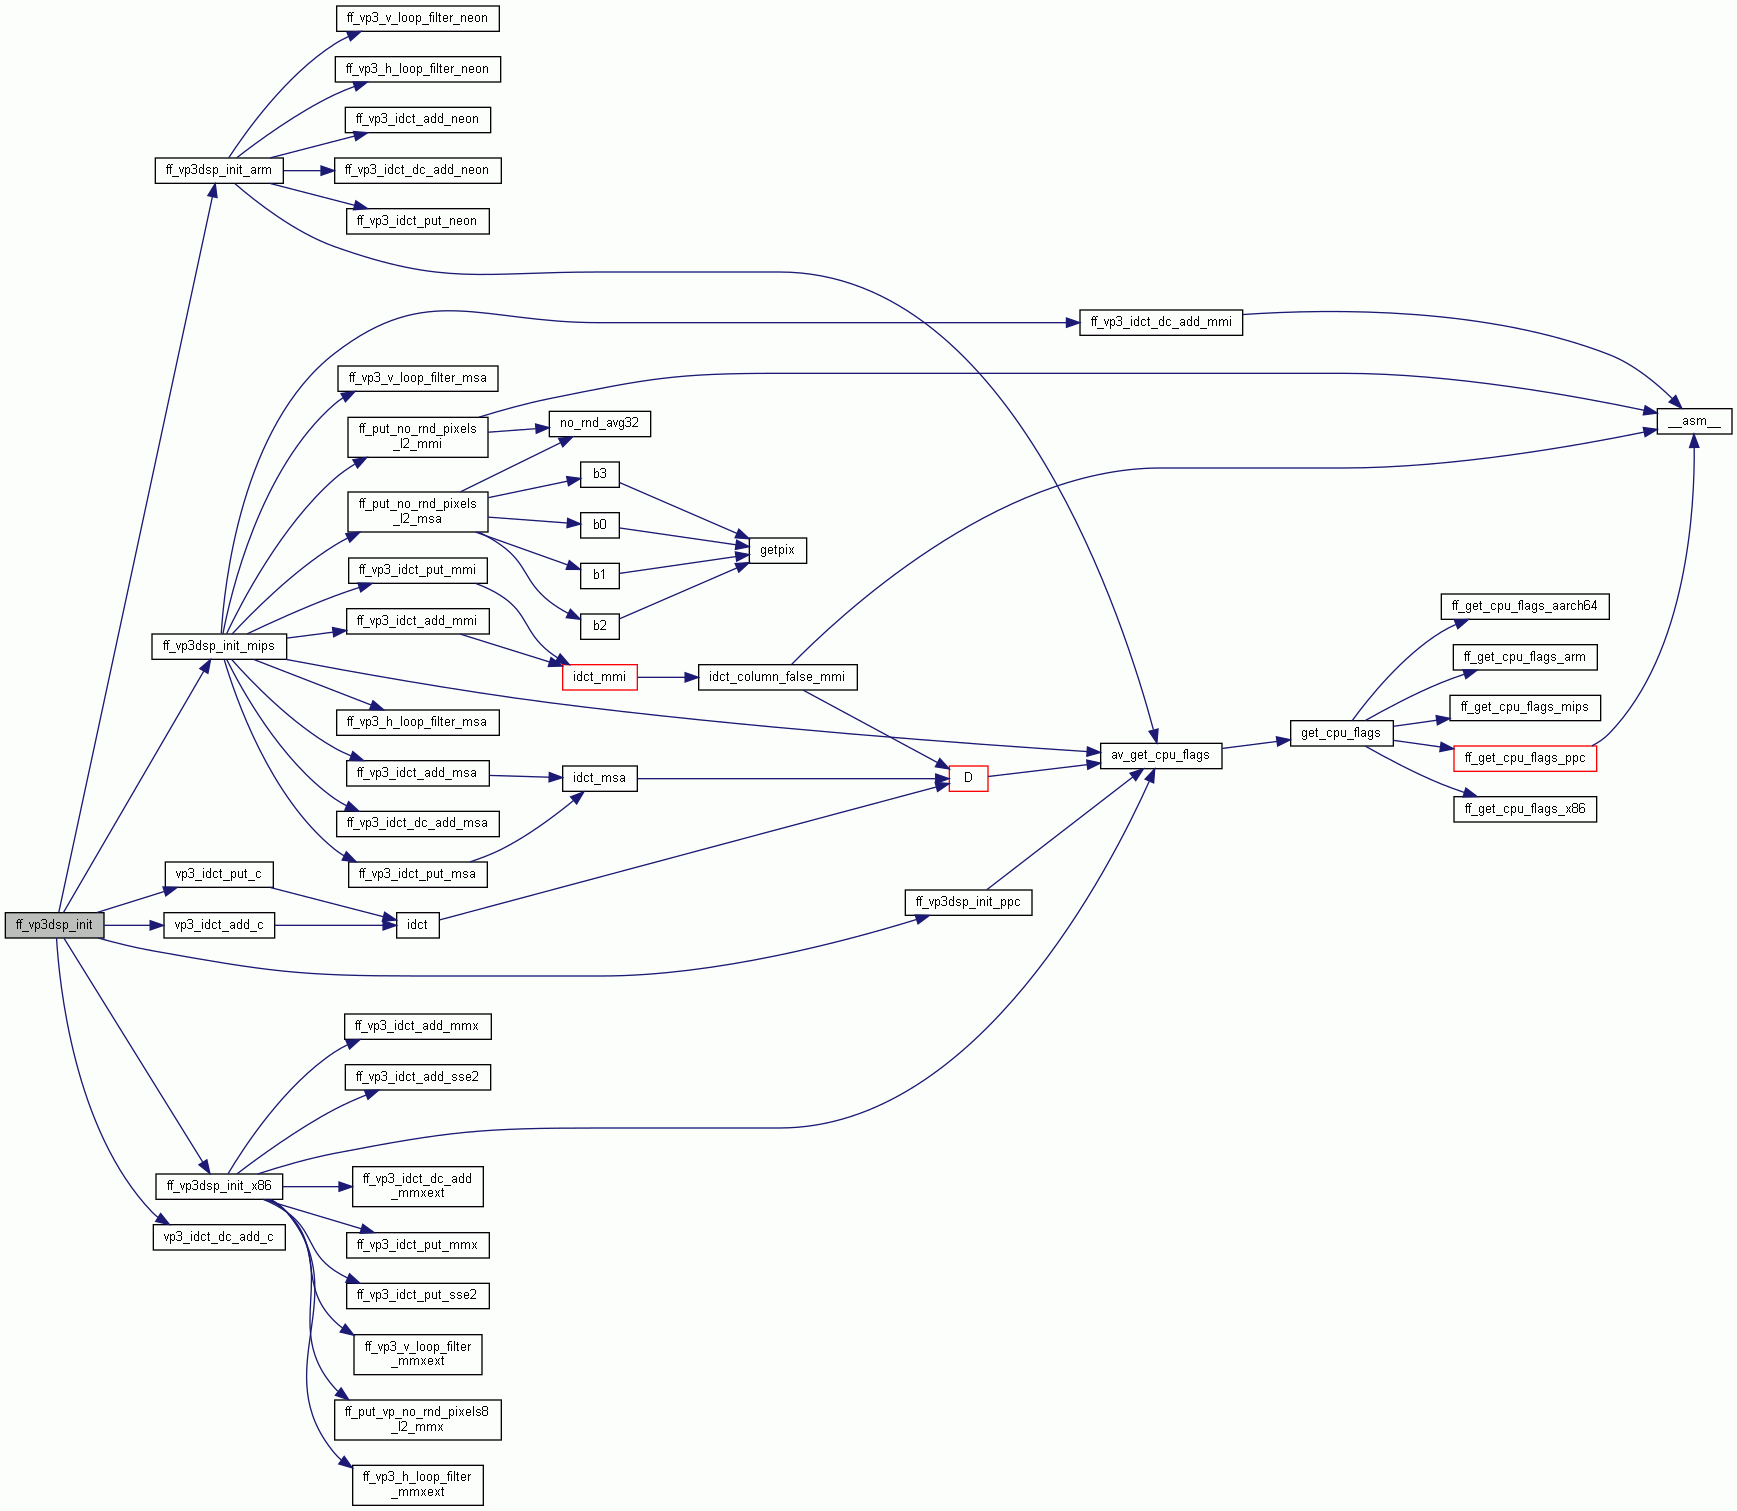 ff_vp3_v_loop_filter_neon
ff_vp3_h_loop_filter_neon
ff_vp3_idct_add_neon
ff_vp3dsp_init_arm
ff_vp3_idct_dc_add_neon
ff_vp3_idct_put_neon
ff_vp3_idct_dc_add_mmi
ff_vp3_v_loop_filter_msa
ff_put_no_rnd_pixels
_l2_mmi
no_rnd_avg32
__asm__
ff_put_no_rnd_pixels
_l2_msa
b3
b0
getpix
b1
b2
ff_vp3_idct_put_mmi
ff_vp3_idct_add_mmi
ff_vp3dsp_init_mips
idct_mmi
idct_column_false_mmi
ff_get_cpu_flags_aarch64
ff_get_cpu_flags_arm
ff_get_cpu_flags_mips
ff_vp3_h_loop_filter_msa
get_cpu_flags
av_get_cpu_flags
ff_get_cpu_flags_ppc
ff_vp3_idct_add_msa
idct_msa
D
ff_get_cpu_flags_x86
ff_vp3_idct_dc_add_msa
ff_vp3_idct_put_msa
vp3_idct_put_c
ff_vp3dsp_init_ppc
ff_vp3dsp_init
vp3_idct_add_c
idct
ff_vp3_idct_add_mmx
ff_vp3_idct_add_sse2
ff_vp3dsp_init_x86
ff_vp3_idct_dc_add
_mmxext
vp3_idct_dc_add_c
ff_vp3_idct_put_mmx
ff_vp3_idct_put_sse2
ff_vp3_v_loop_filter
_mmxext
ff_put_vp_no_rnd_pixels8
_l2_mmx
ff_vp3_h_loop_filter
_mmxext